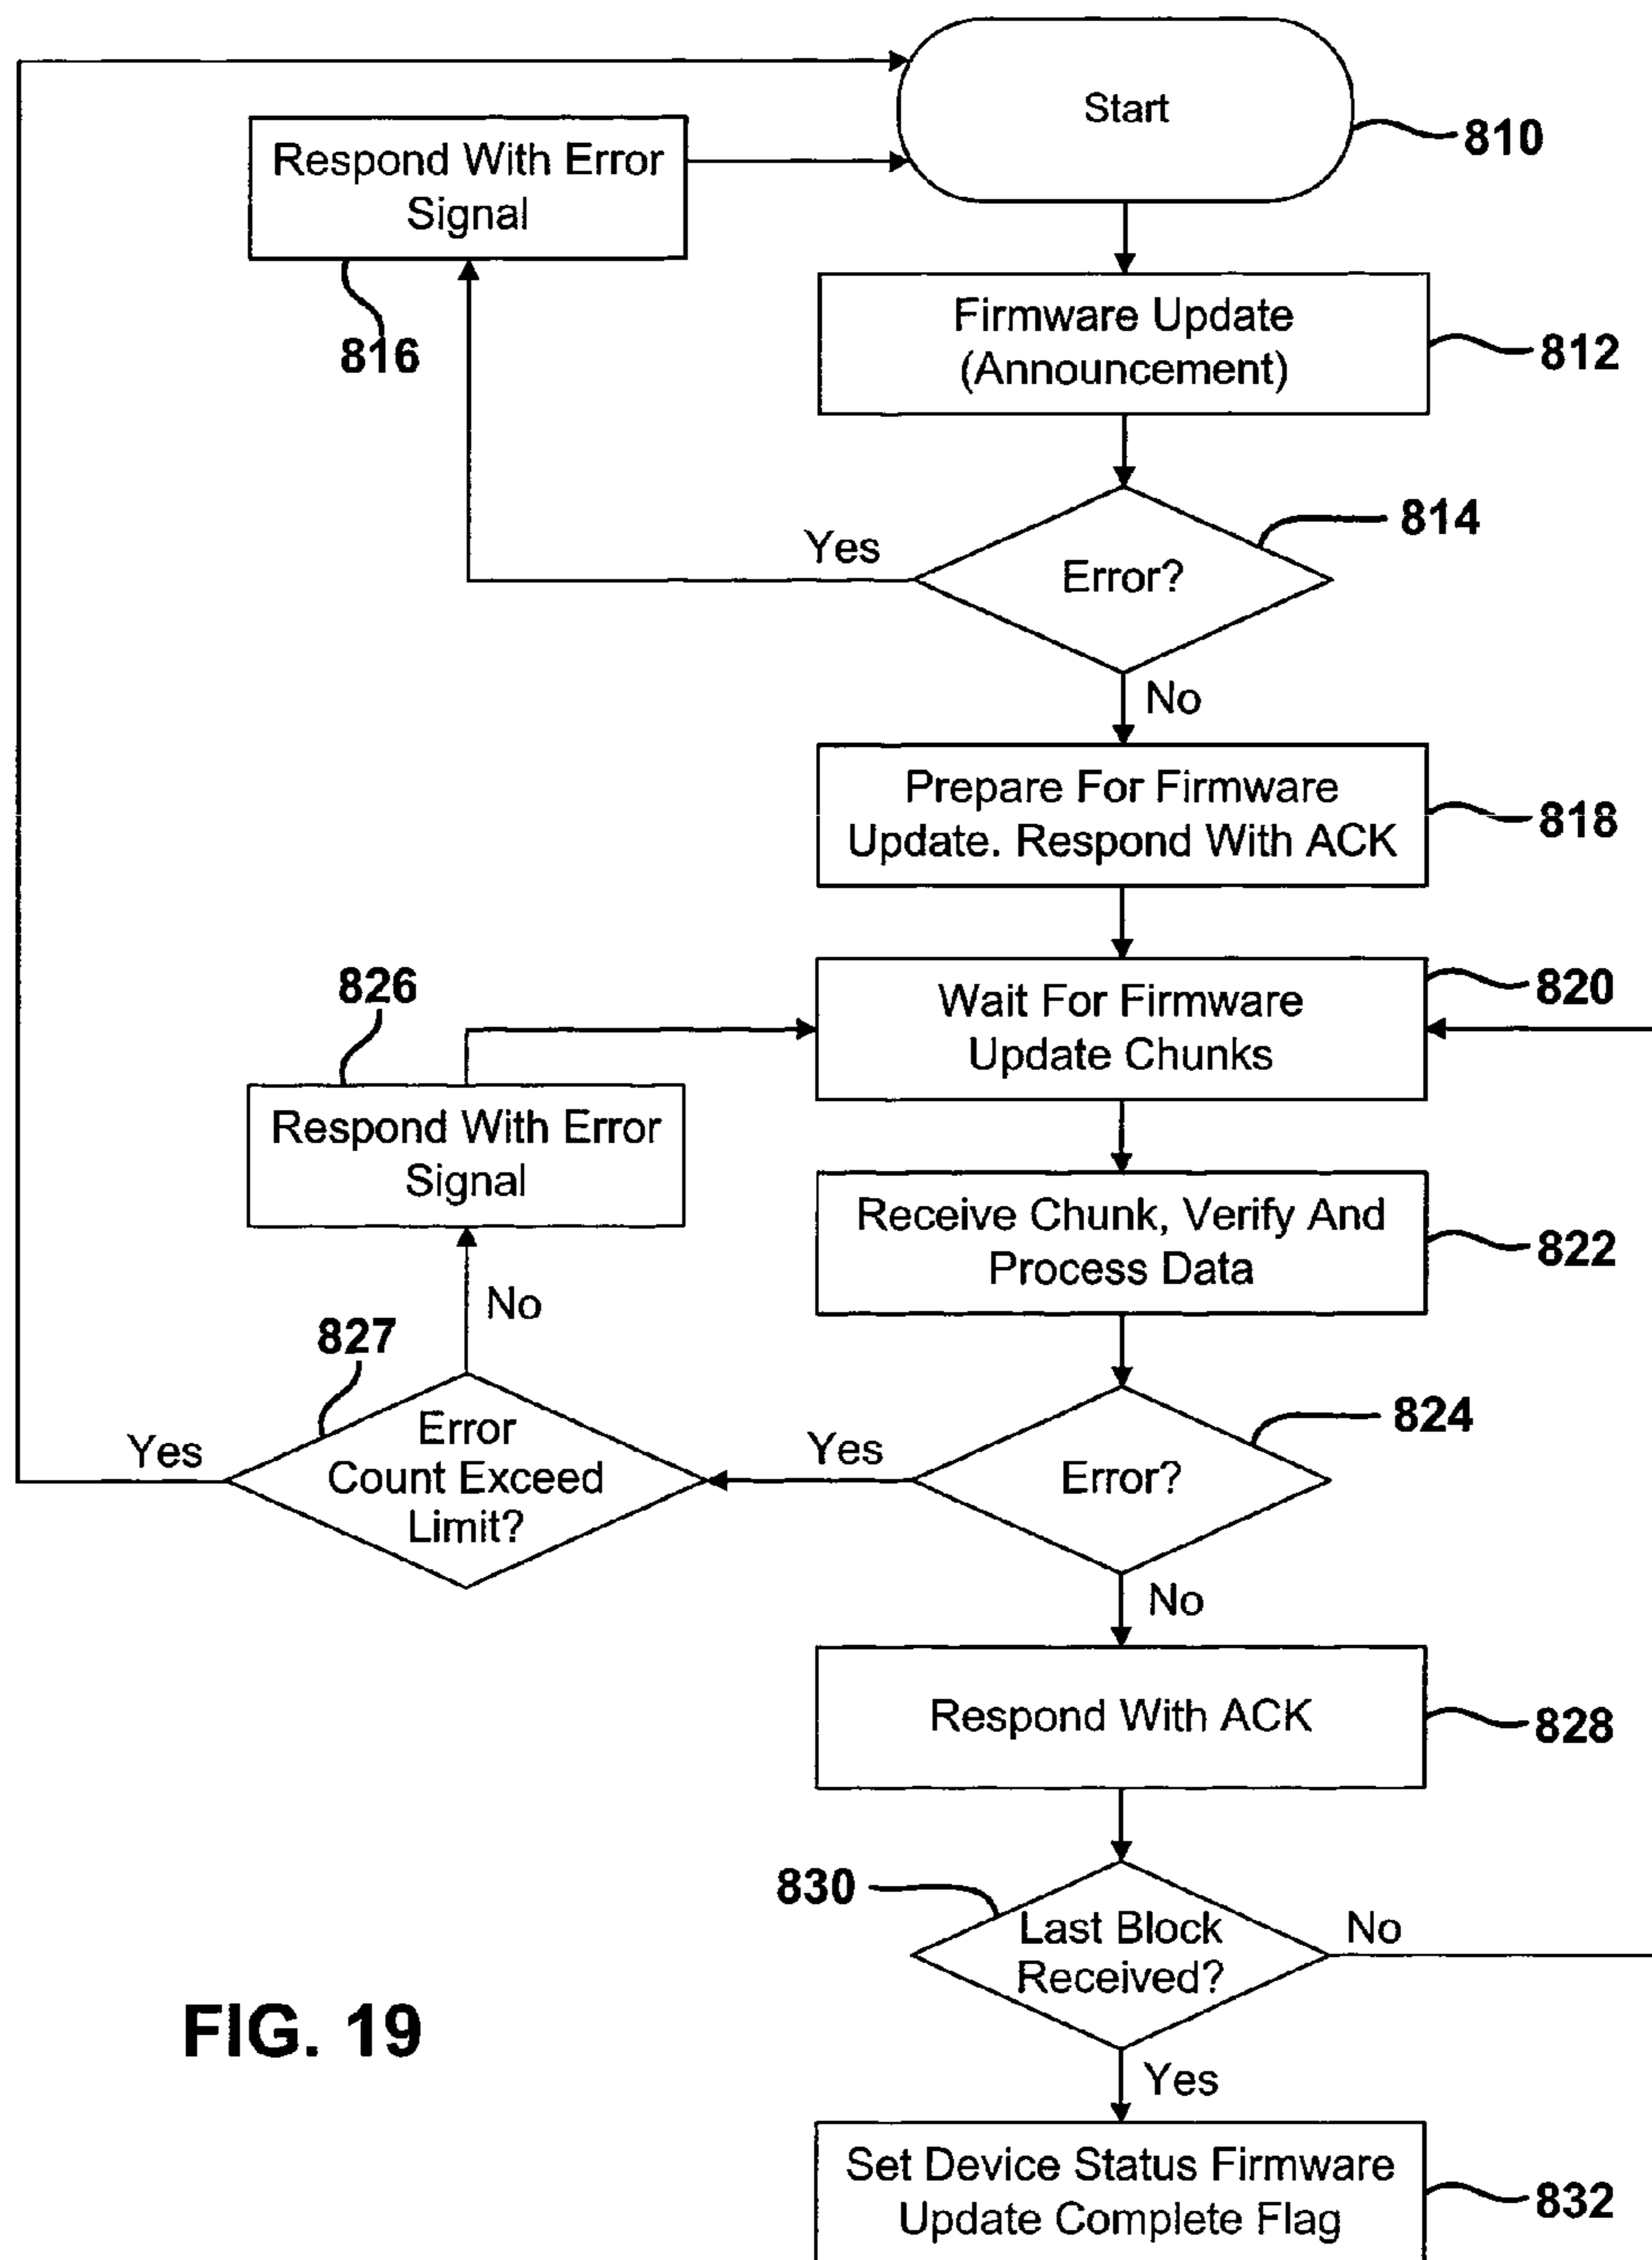 Start
810
Respond With Error
Signal
816
Firmware Update
(Announcement)
812
814
Yes
Error?
No
Prepare For Firmware
Update. Respond With ACK
818
826
Wait For Firmware
Update Chunks
820
Respond With Error
Signal
Receive Chunk, Verify And
Process Data
822
No
827
824
Yes
Error
Count Exceed
Limit?
Yes
Error?
No
Respond With ACK
828
830
Last Block
Received?
No
FIG. 19
Yes
Set Device Status Firmware
Update Complete Flag
832